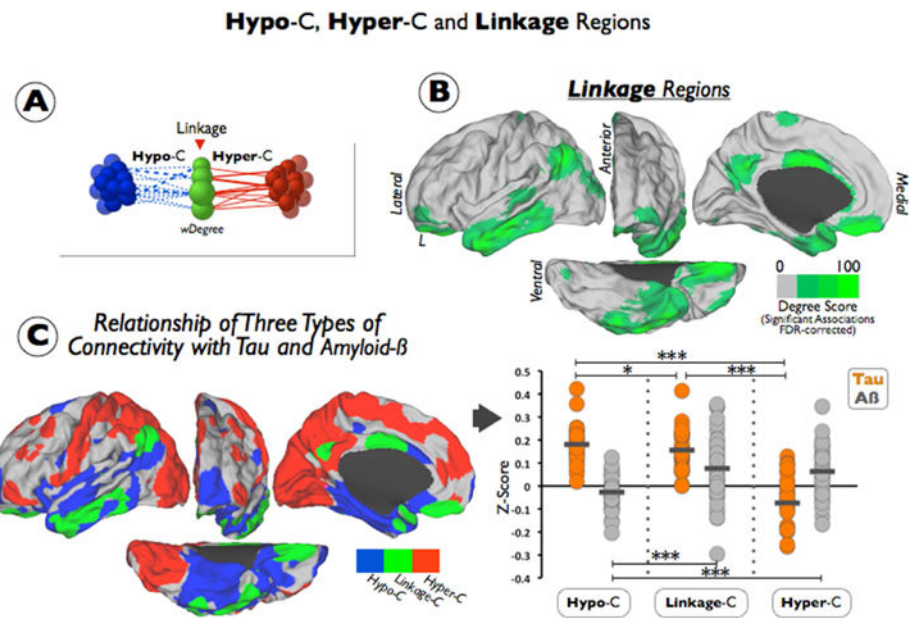 Hypo-C, Hyper-C and Linkage Regions
A
Linkage
Hypo-C
Hyper-C
wDegree
B
Linkage Regions
Lateral
L
Anterior
Medial
Ventral
0
100
Degree Score
(Significant Associations
FDR-corrected)
C
Relationship of Three Types of
Connectivity with Tau and Amyloid-ß
Hypo-C
Linkage-C
Hyper-C
***
*
***
Tau
Aß
0.5
0.4
0.3
0.2
0.1
0
-0.1
-0.2
-0.3
-0.4
Z-Score
***
***
Hypo-C
Linkage-C
Hyper-C